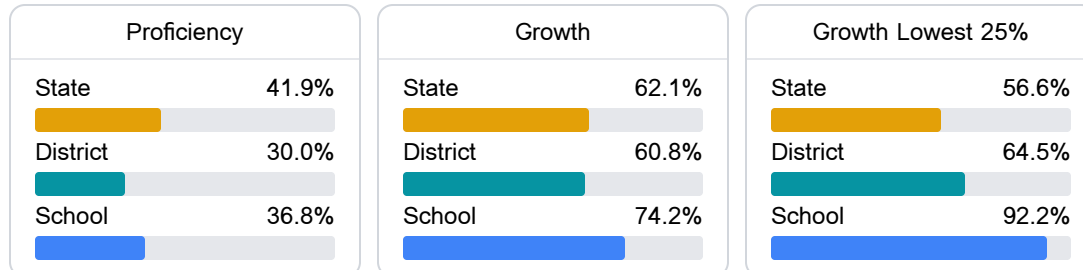 Proficiency
State 41.9%
District 30.0%
School 36.8%
Growth
State 62.1%
District 60.8%
School 74.2%
Growth Lowest 25%
State 56.6%
District 64.5%
School 92.2%